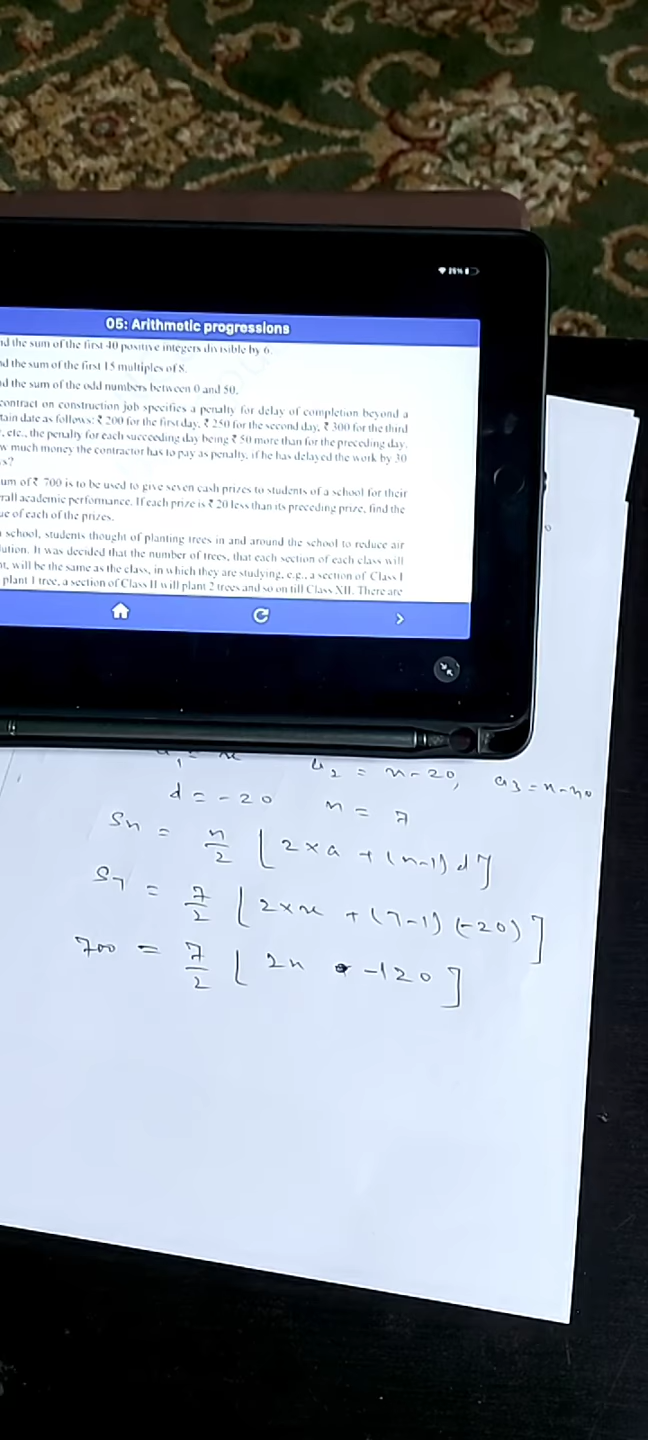 26%
05: Arithmetic progressions
nd the sum of the first 40 positive integers divisible by 6.
nd the sum of the first 15 multiples of 8.
nd the sum of the odd numbers between 0 and 50.
contract on construction job specifies a penalty for delay of completion beyond a
tain date as follows: ₹ 200 for the first day, ₹ 250 for the second day, ₹ 300 for the third
, etc., the penalty for each succeeding day being ₹ 50 more than for the preceding day.
w much money the contractor has to pay as penalty, if he has delayed the work by 30
s?
um of ₹ 700 is to be used to give seven cash prizes to students of a school for their
rall academic performance. If each prize is ₹ 20 less than its preceding prize, find the
ue of each of the prizes.
school, students thought of planting trees in and around the school to reduce air
lution. It was decided that the number of trees, that each section of each class will
nt, will be the same as the class, in which they are studying, e.g., a section of Class I
plant 1 tree, a section of Class II will plant 2 trees and so on till Class XII. There are
a₂ = x-20, a₃ = x-40
d = -20 n = 7
Sn = n/2 [2×a + (n-1)d]
S₇ = 7/2 [2×x + (7-1)(-20)]
700 = 7/2 [2x -120]